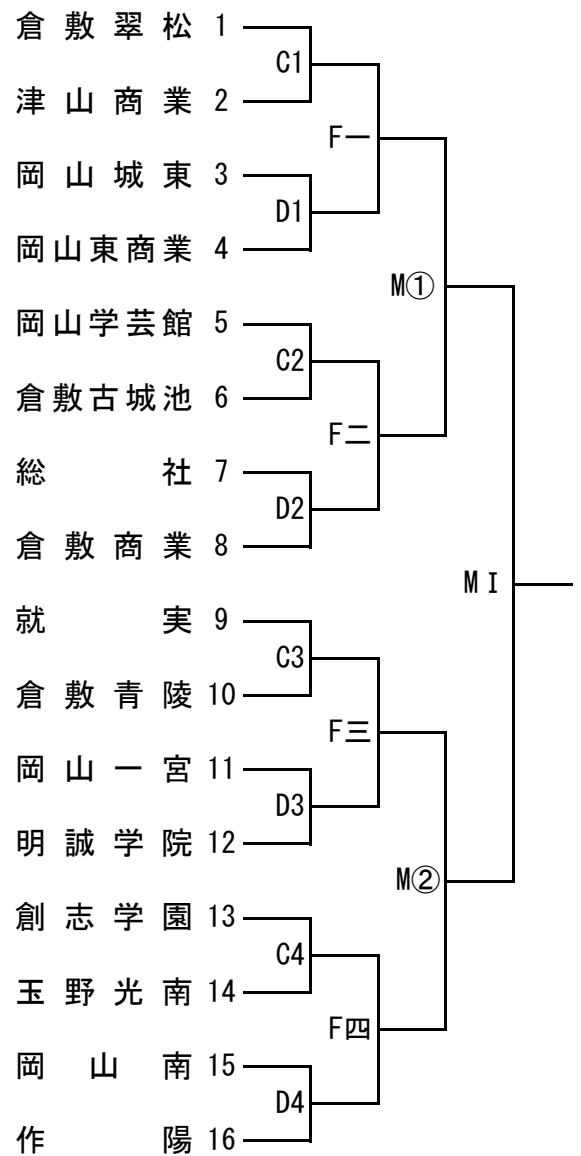 倉敷翠松 1
C1
津山商業 2
F一
岡山城東 3
D1
岡山東商業 4
M①
岡山学芸館 5
C2
倉敷古城池 6
F二
総社 7
D2
倉敷商業 8
MⅠ
就実 9
C3
倉敷青陵 10
F三
岡山一宮 11
D3
明誠学院 12
M②
創志学園 13
C4
玉野光南 14
F四
岡山南 15
D4
作陽 16